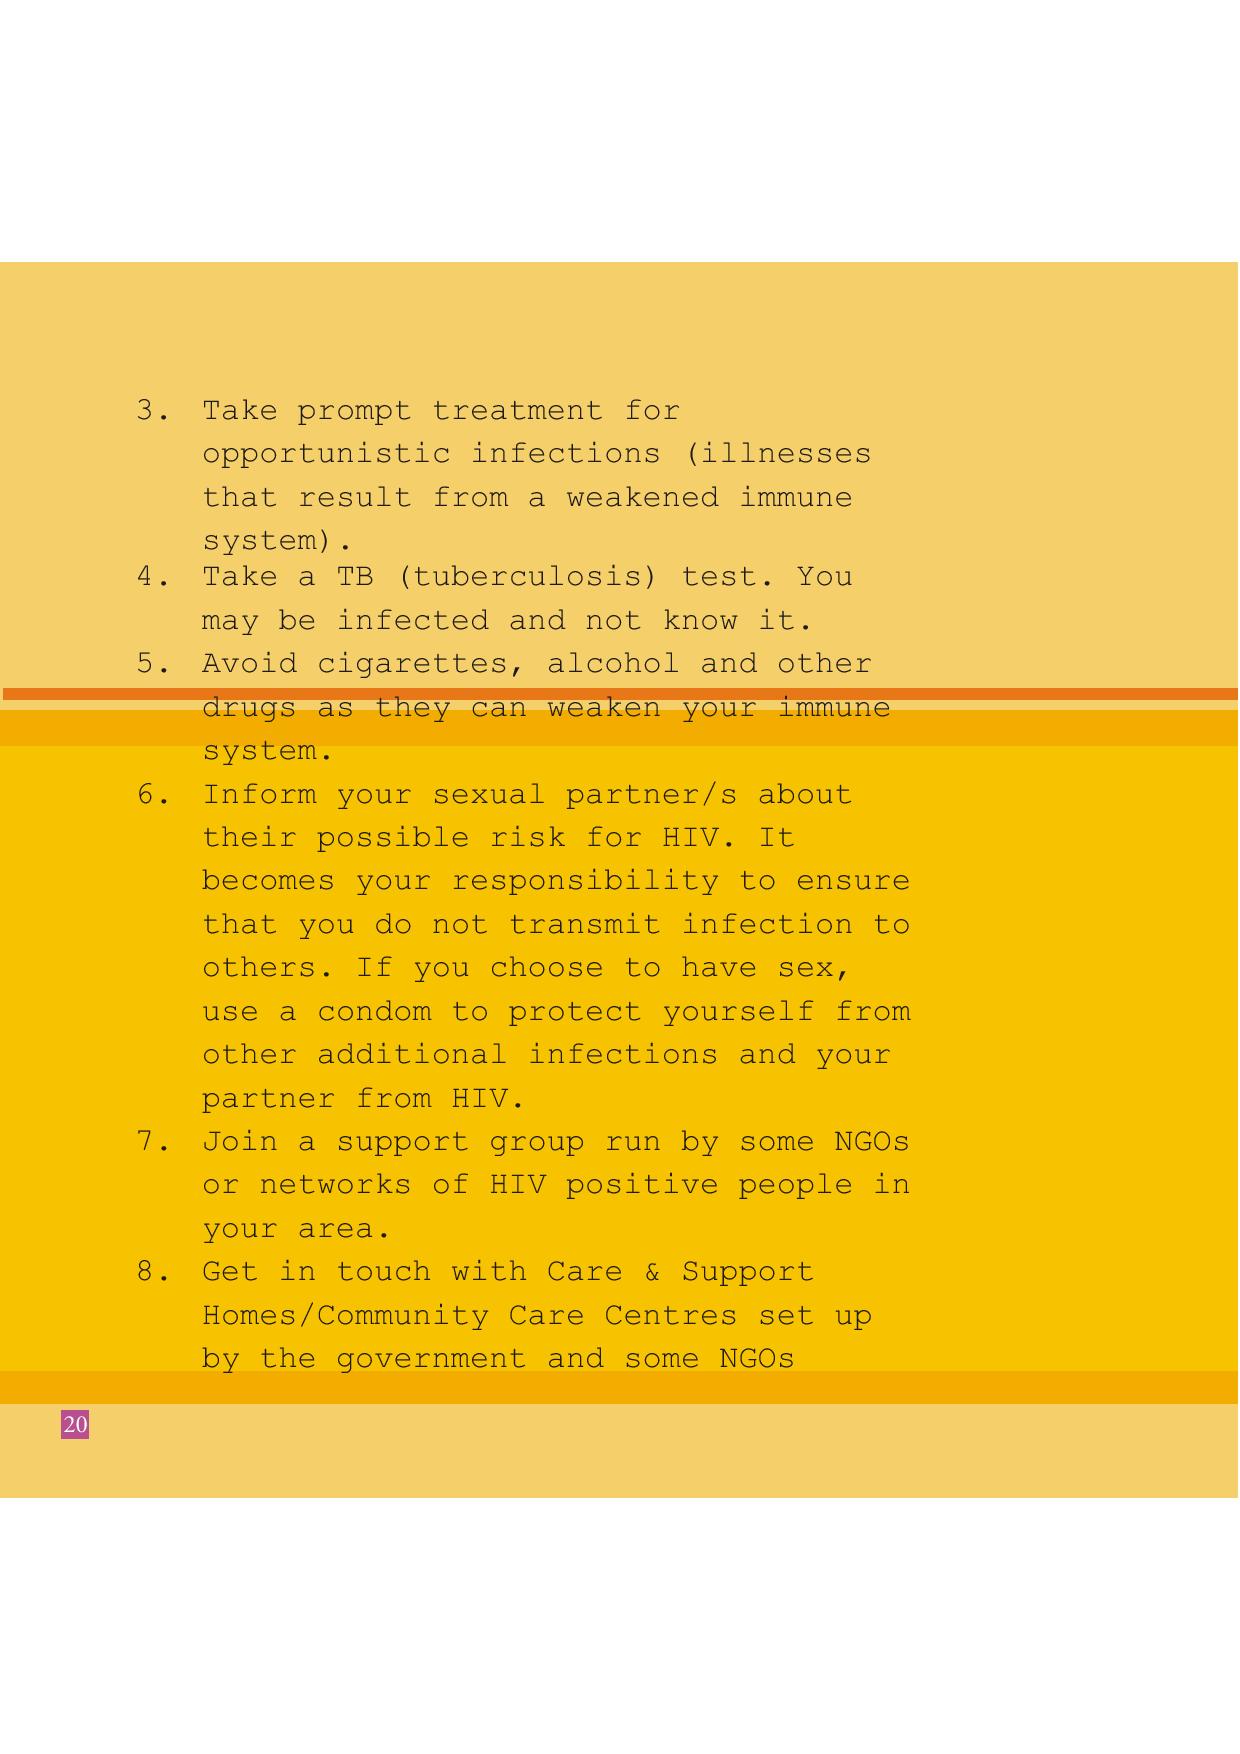 3. Take prompt treatment for
opportunistic infections (illnesses
that result from a weakened immune
system).
4. Take a TB (tuberculosis) test. You
may be infected and not know it.
5. Avoid cigarettes, alcohol and other
drugs as they can weaken your immune
system.
6. Inform your sexual partner/s about
their possible risk for HIV. It
becomes your responsibility to ensure
that you do not transmit infection to
others. If you choose to have sex,
use a condom to protect yourself from
other additional infections and your
partner from HIV.
7. Join a support group run by some NGOs
or networks of HIV positive people in
your area.
8. Get in touch with Care & Support
Homes/Community Care Centres set up
by the government and some NGOs
20